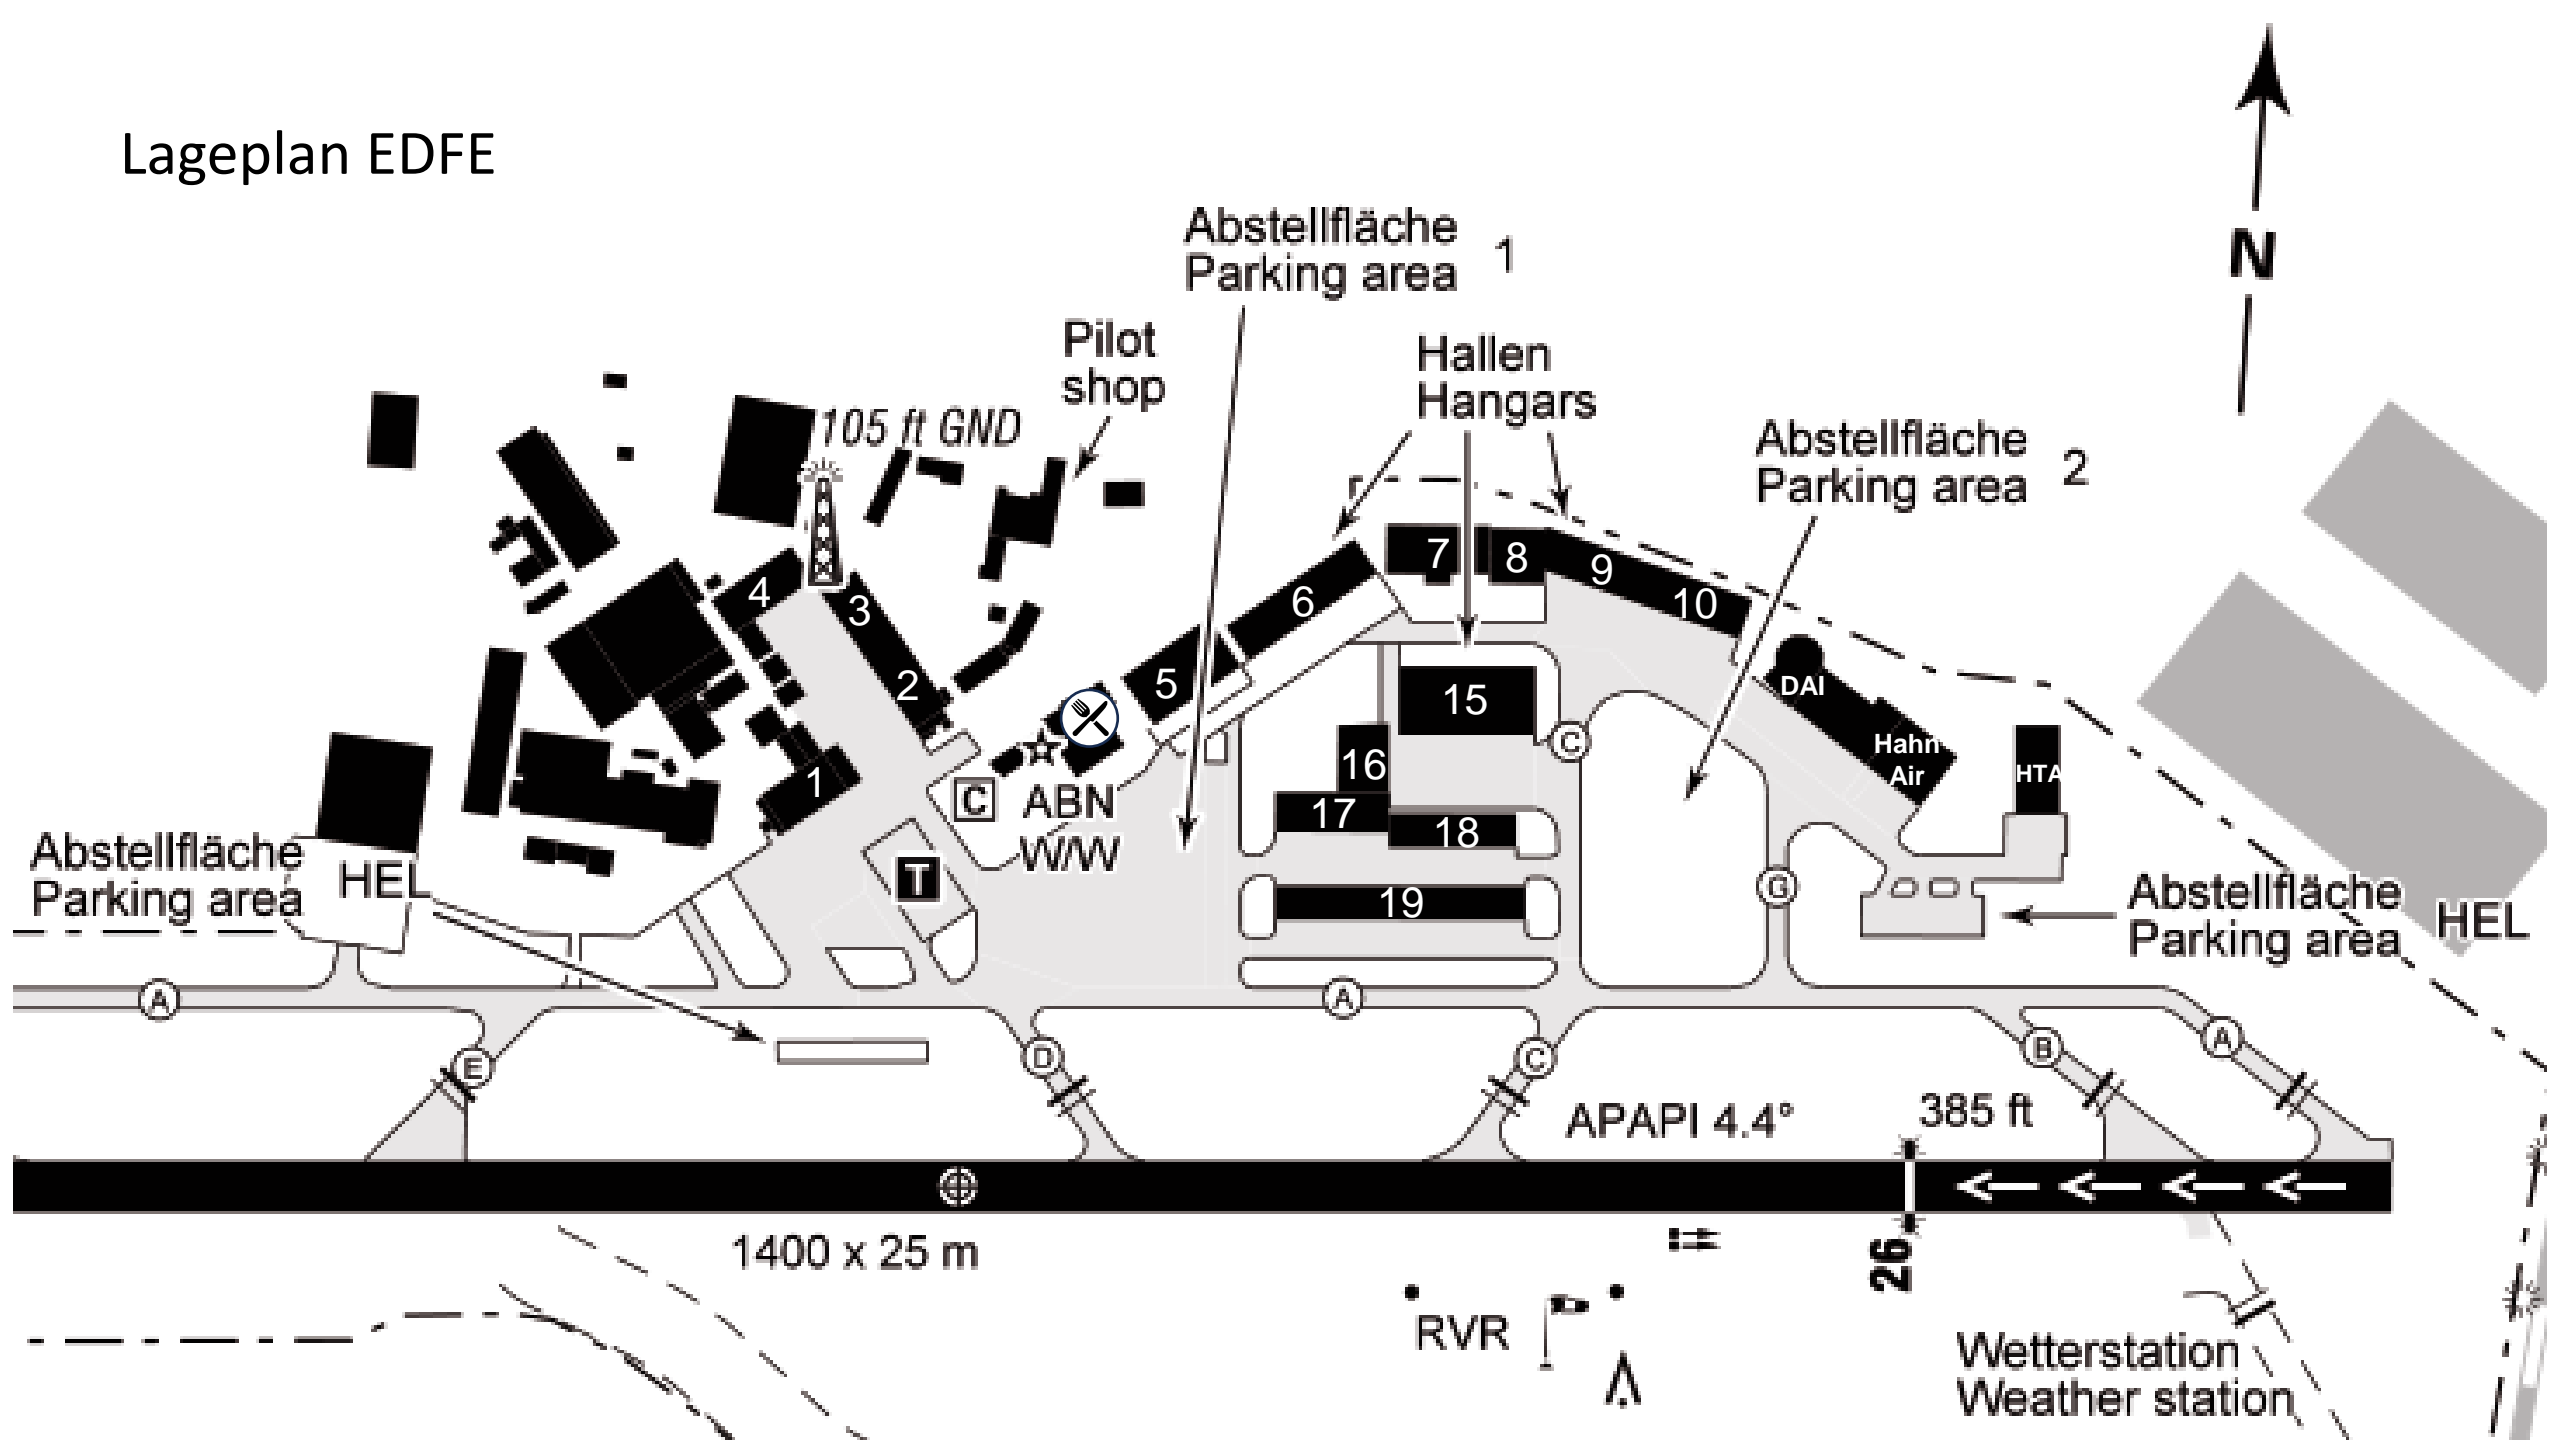 Lageplan EDFE
Abstellfläche
Parking area
1
N
Pilot
shop
Hallen
Hangars
105 ft GND
Abstellfläche
Parking area
2
7
8
9
10
4
3
6
5
2
DAI
15
C
Hahn
Air
HTA
1
16
C
ABN
W/W
17
18
T
19
G
Abstellfläche
Parking area
HEL
Abstellfläche
Parking area
HEL
A
A
A
E
D
C
B
APAPI 4.4°
385 ft
1400 x 25 m
26
RVR
Wetterstation
Weather station